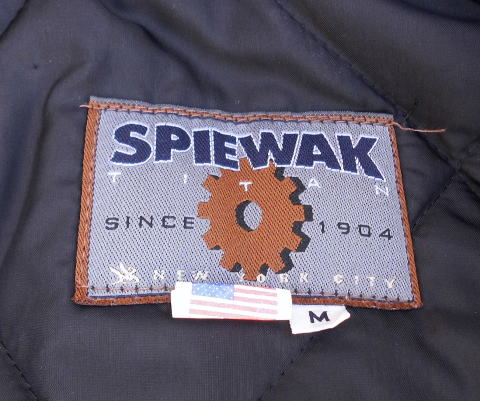 SPIEWAK
TITAN
SINCE 1904
NEW YORK CITY
M